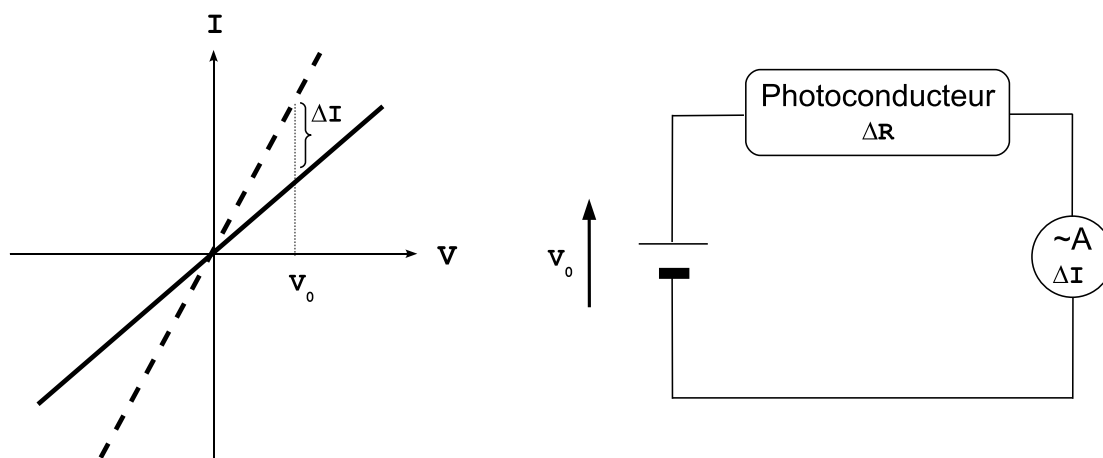 I
ΔI
V
V₀
V₀
Photoconducteur
ΔR
~A
ΔI